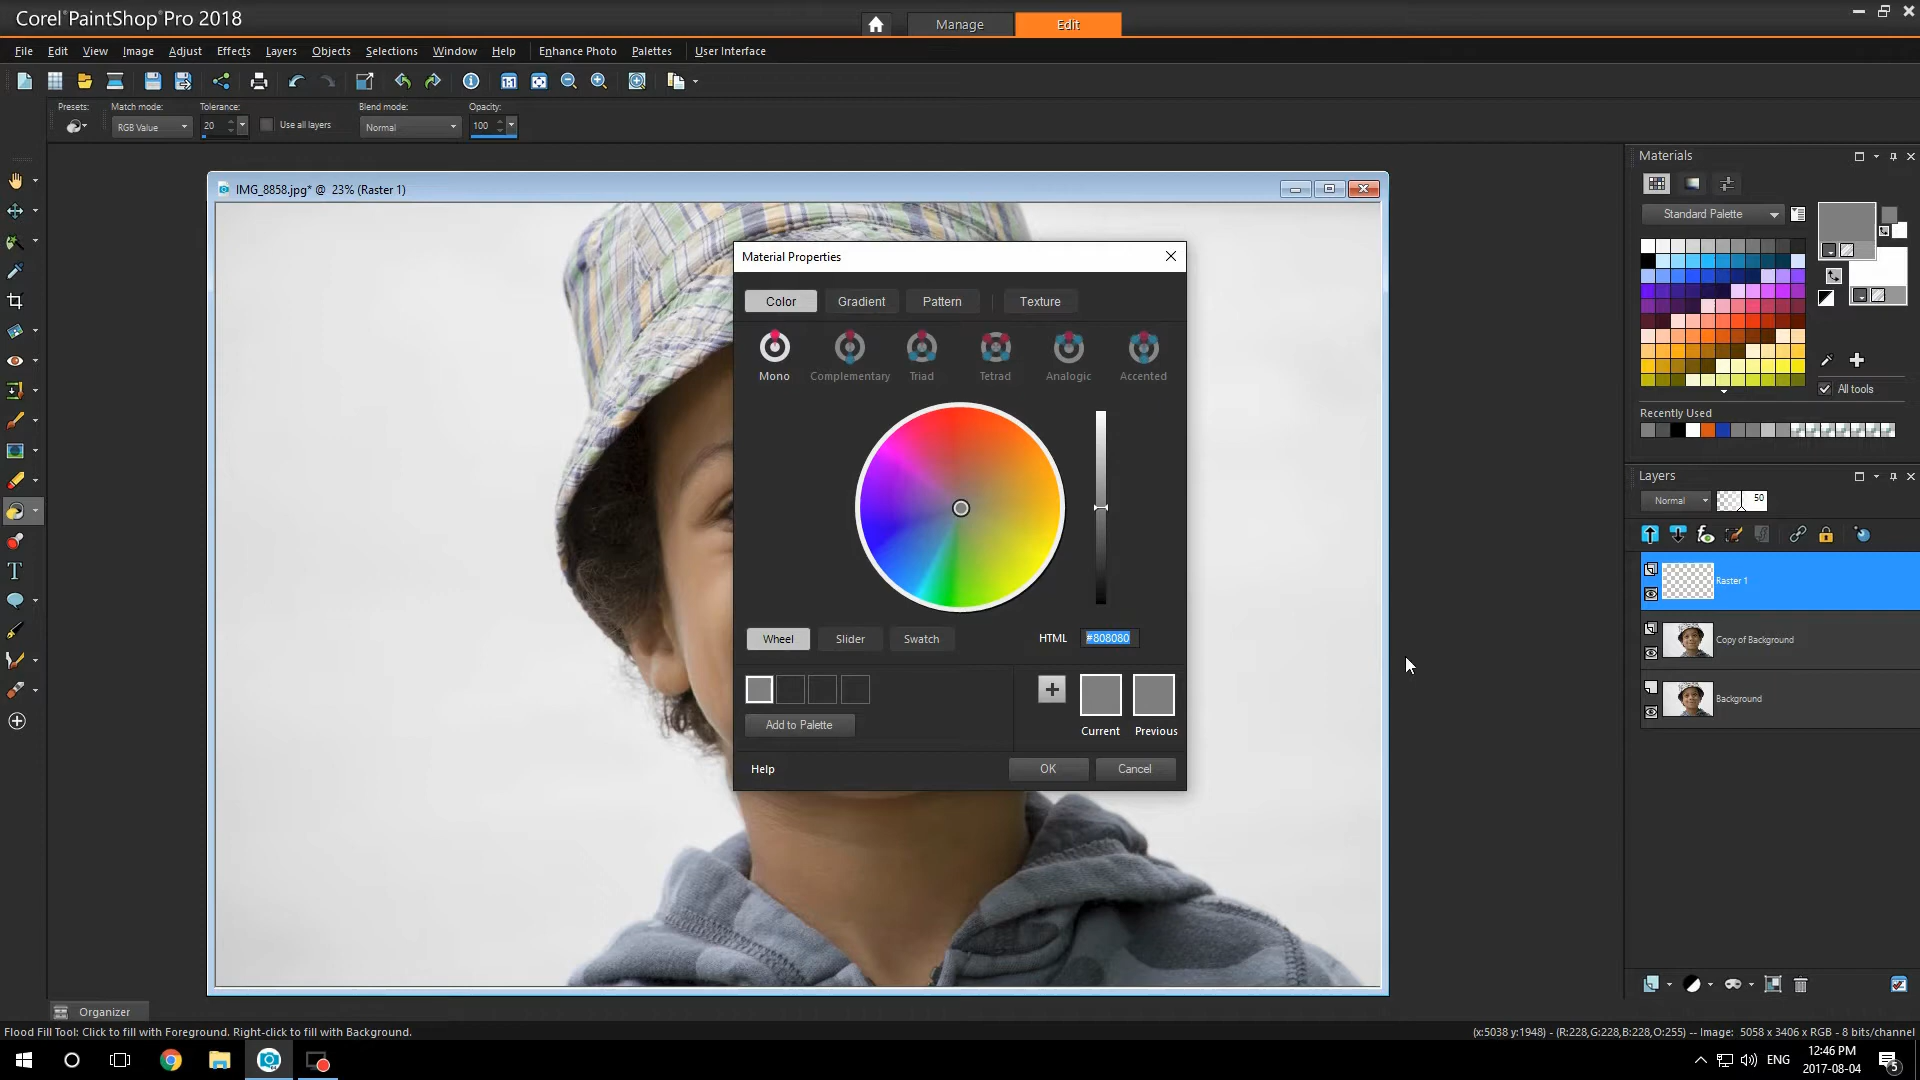 Corel® PaintShop® Pro 2018
Manage
Edit
File Edit View Image Adjust Effects Layers Objects Selections Window Help Enhance Photo Palettes User Interface
Presets: Match mode: Tolerance: Blend mode: Opacity:
RGB Value 20 Use all layers Normal 100
IMG_8858.jpg* @ 23% (Raster 1)
Material Properties
Color Gradient Pattern Texture
Mono Complementary Triad Tetrad Analogic Accented
Wheel Slider Swatch HTML #808080
Add to Palette
Current Previous
Help OK Cancel
Materials
Standard Palette
All tools
Recently Used
Layers
Normal 50
Raster 1
Copy of Background
Background
Organizer
Flood Fill Tool: Click to fill with Foreground. Right-click to fill with Background.
(x:5038 y:1948) - (R:228,G:228,B:228,O:255) -- Image: 5058 x 3406 x RGB - 8 bits/channel
ENG
12:46 PM
2017-08-04
5